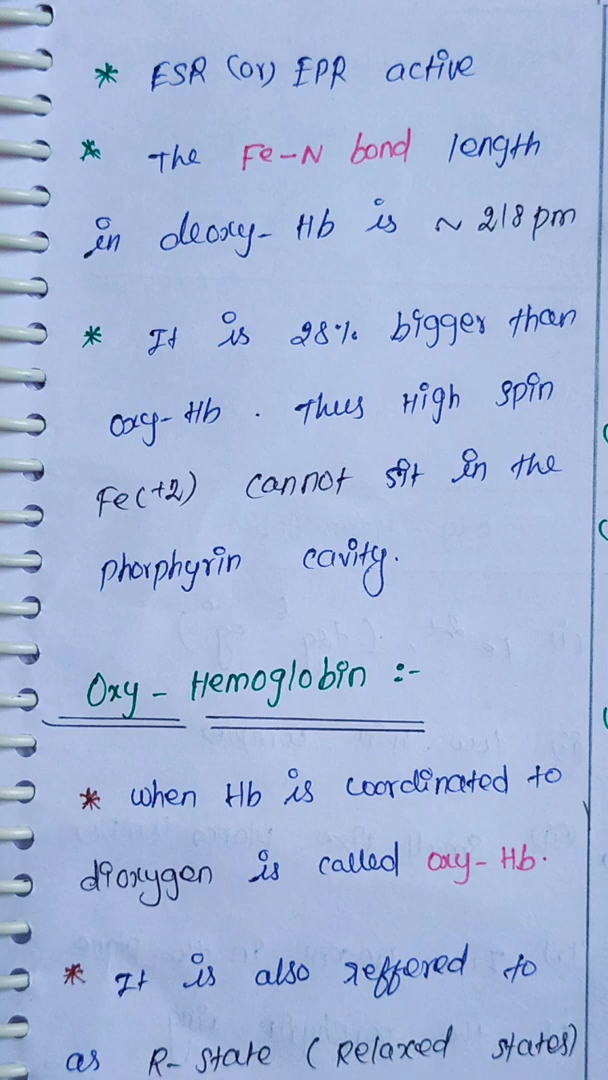 * ESR (or) EPR active
* The Fe-N bond length
in deoxy- Hb is ~ 218 pm
* It is 28% bigger than
oxy- Hb . Thus High spin
Fe(+2) cannot sit in the
phorphyrin cavity.
Oxy - Hemoglobin :-
* when Hb is coordinated to
dioxygen is called oxy- Hb.
* It is also reffered to
as R- State ( Relaxed states)